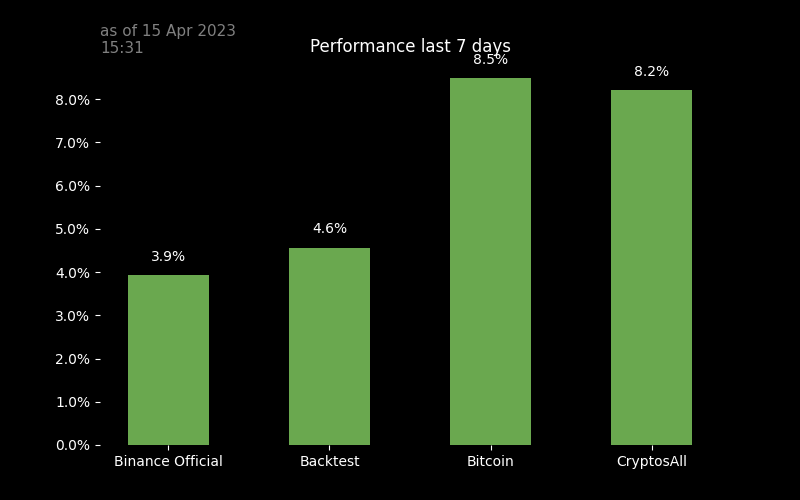 as of 15 Apr 2023
15:31
Performance last 7 days
8.5%
8.2%
8.0%
7.0%
6.0%
5.0%
4.6%
4.0%
3.9%
3.0%
2.0%
1.0%
0.0%
Binance Official
Backtest
Bitcoin
CryptosAll